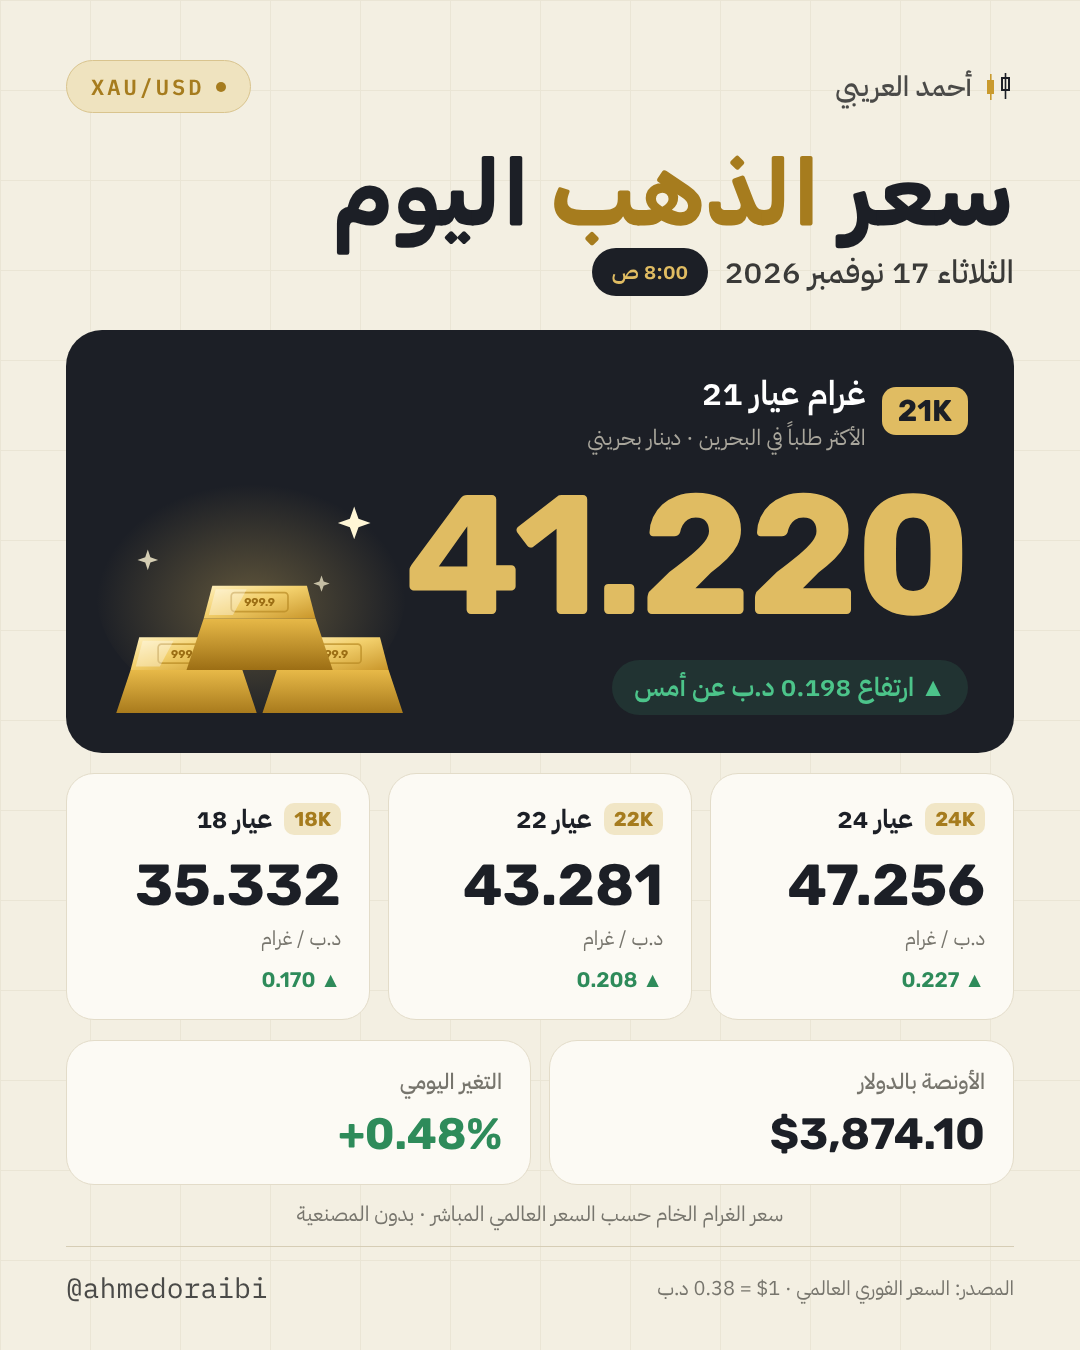 أحمد العريبي
XAU/USD
سعر الذهب اليوم
الثلاثاء 17 نوفمبر 2026 8:00 ص
21K غرام عيار 21
الأكثر طلباً في البحرين · دينار بحريني
41.220
▲ ارتفاع 0.198 د.ب عن أمس
999.9
999
99.9
24K عيار 24
47.256
د.ب / غرام
▲ 0.227
22K عيار 22
43.281
د.ب / غرام
▲ 0.208
18K عيار 18
35.332
د.ب / غرام
▲ 0.170
الأونصة بالدولار
$3,874.10
التغير اليومي
+0.48%
سعر الغرام الخام حسب السعر العالمي المباشر · بدون المصنعية
المصدر: السعر الفوري العالمي · 1$ = 0.38 د.ب
@ahmedoraibi